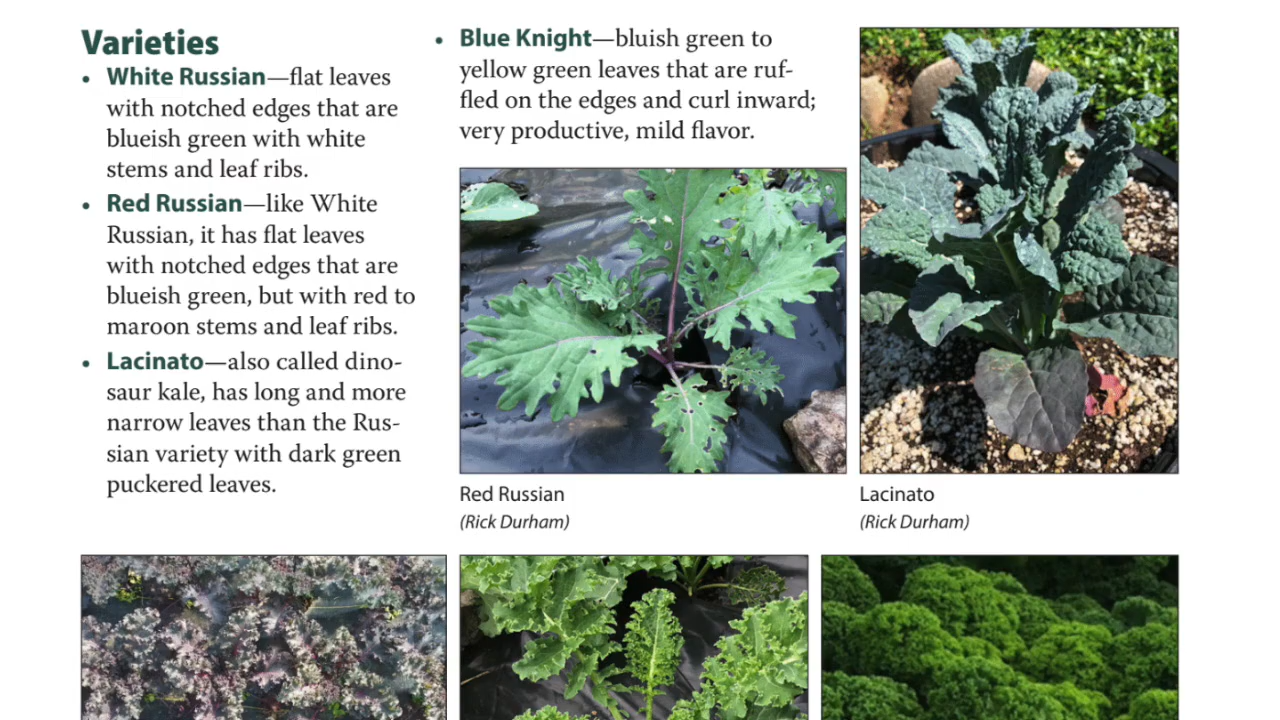 Varieties
• White Russian—flat leaves
with notched edges that are
blueish green with white
stems and leaf ribs.
• Red Russian—like White
Russian, it has flat leaves
with notched edges that are
blueish green, but with red to
maroon stems and leaf ribs.
• Lacinato—also called dino-
saur kale, has long and more
narrow leaves than the Rus-
sian variety with dark green
puckered leaves.
• Blue Knight—bluish green to
yellow green leaves that are ruf-
fled on the edges and curl inward;
very productive, mild flavor.
Red Russian
(Rick Durham)
Lacinato
(Rick Durham)